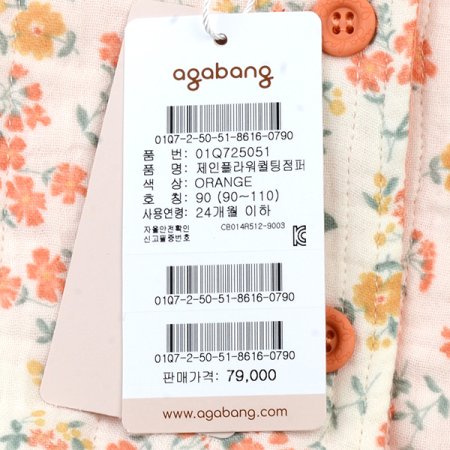 agabang
01Q7-2-50-51-8616-0790
품 번: 01Q725051
품 명: 제인플라워퀼팅점퍼
색 상: ORANGE
호 칭: 90 (90~110)
사용연령: 24개월 이하
자율안전확인
신고필증번호 CB014R512-9003
01Q7-2-50-51-8616-0790
01Q7-2-50-51-8616-0790
판매가격: 79,000
www.agabang.com